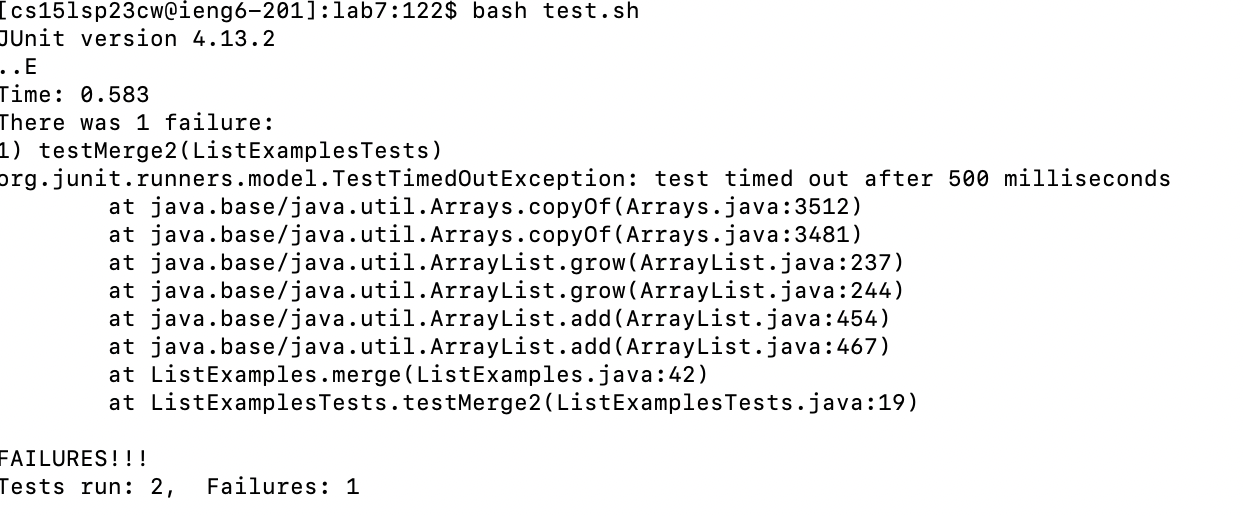 [cs15lsp23cw@ieng6-201]:lab7:122$ bash test.sh
JUnit version 4.13.2
..E
Time: 0.583
There was 1 failure:
1) testMerge2(ListExamplesTests)
org.junit.runners.model.TestTimedOutException: test timed out after 500 milliseconds
at java.base/java.util.Arrays.copyOf(Arrays.java:3512)
at java.base/java.util.Arrays.copyOf(Arrays.java:3481)
at java.base/java.util.ArrayList.grow(ArrayList.java:237)
at java.base/java.util.ArrayList.grow(ArrayList.java:244)
at java.base/java.util.ArrayList.add(ArrayList.java:454)
at java.base/java.util.ArrayList.add(ArrayList.java:467)
at ListExamples.merge(ListExamples.java:42)
at ListExamplesTests.testMerge2(ListExamplesTests.java:19)
FAILURES!!!
Tests run: 2,  Failures: 1